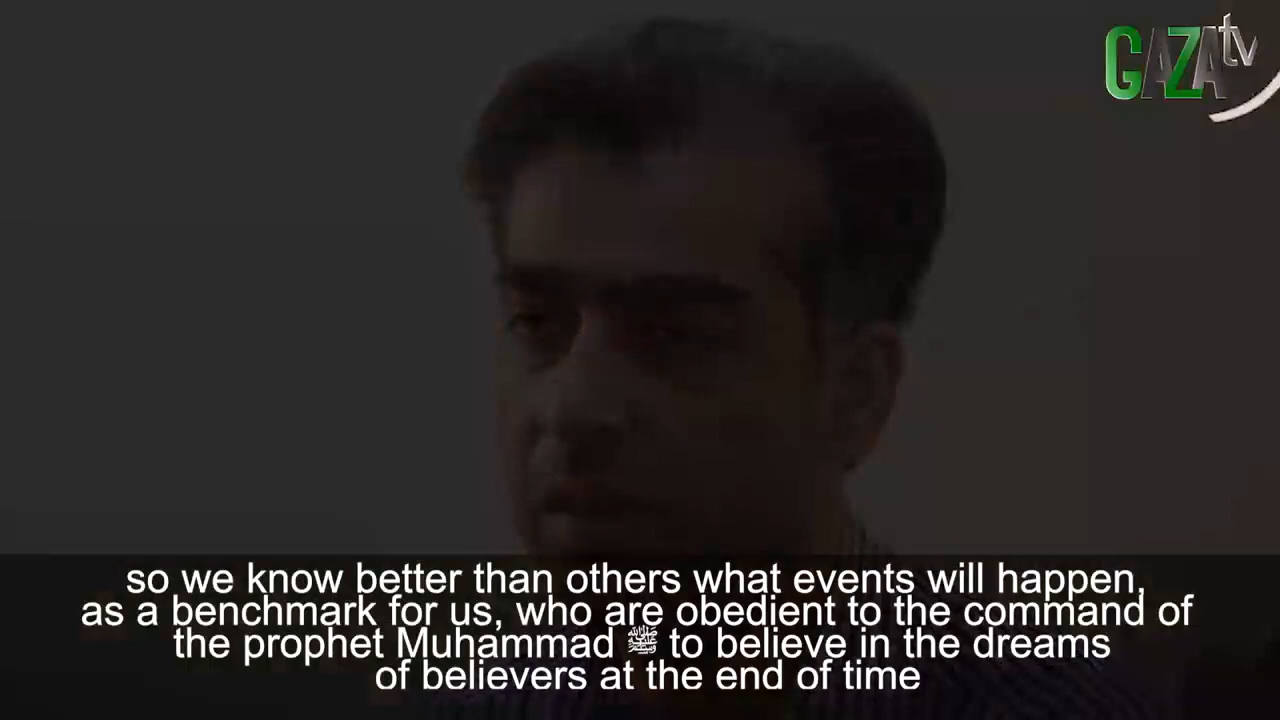 GAZAtv
so we know better than others what events will happen,
as a benchmark for us, who are obedient to the command of
the prophet Muhammad ﷺ to believe in the dreams
of believers at the end of time